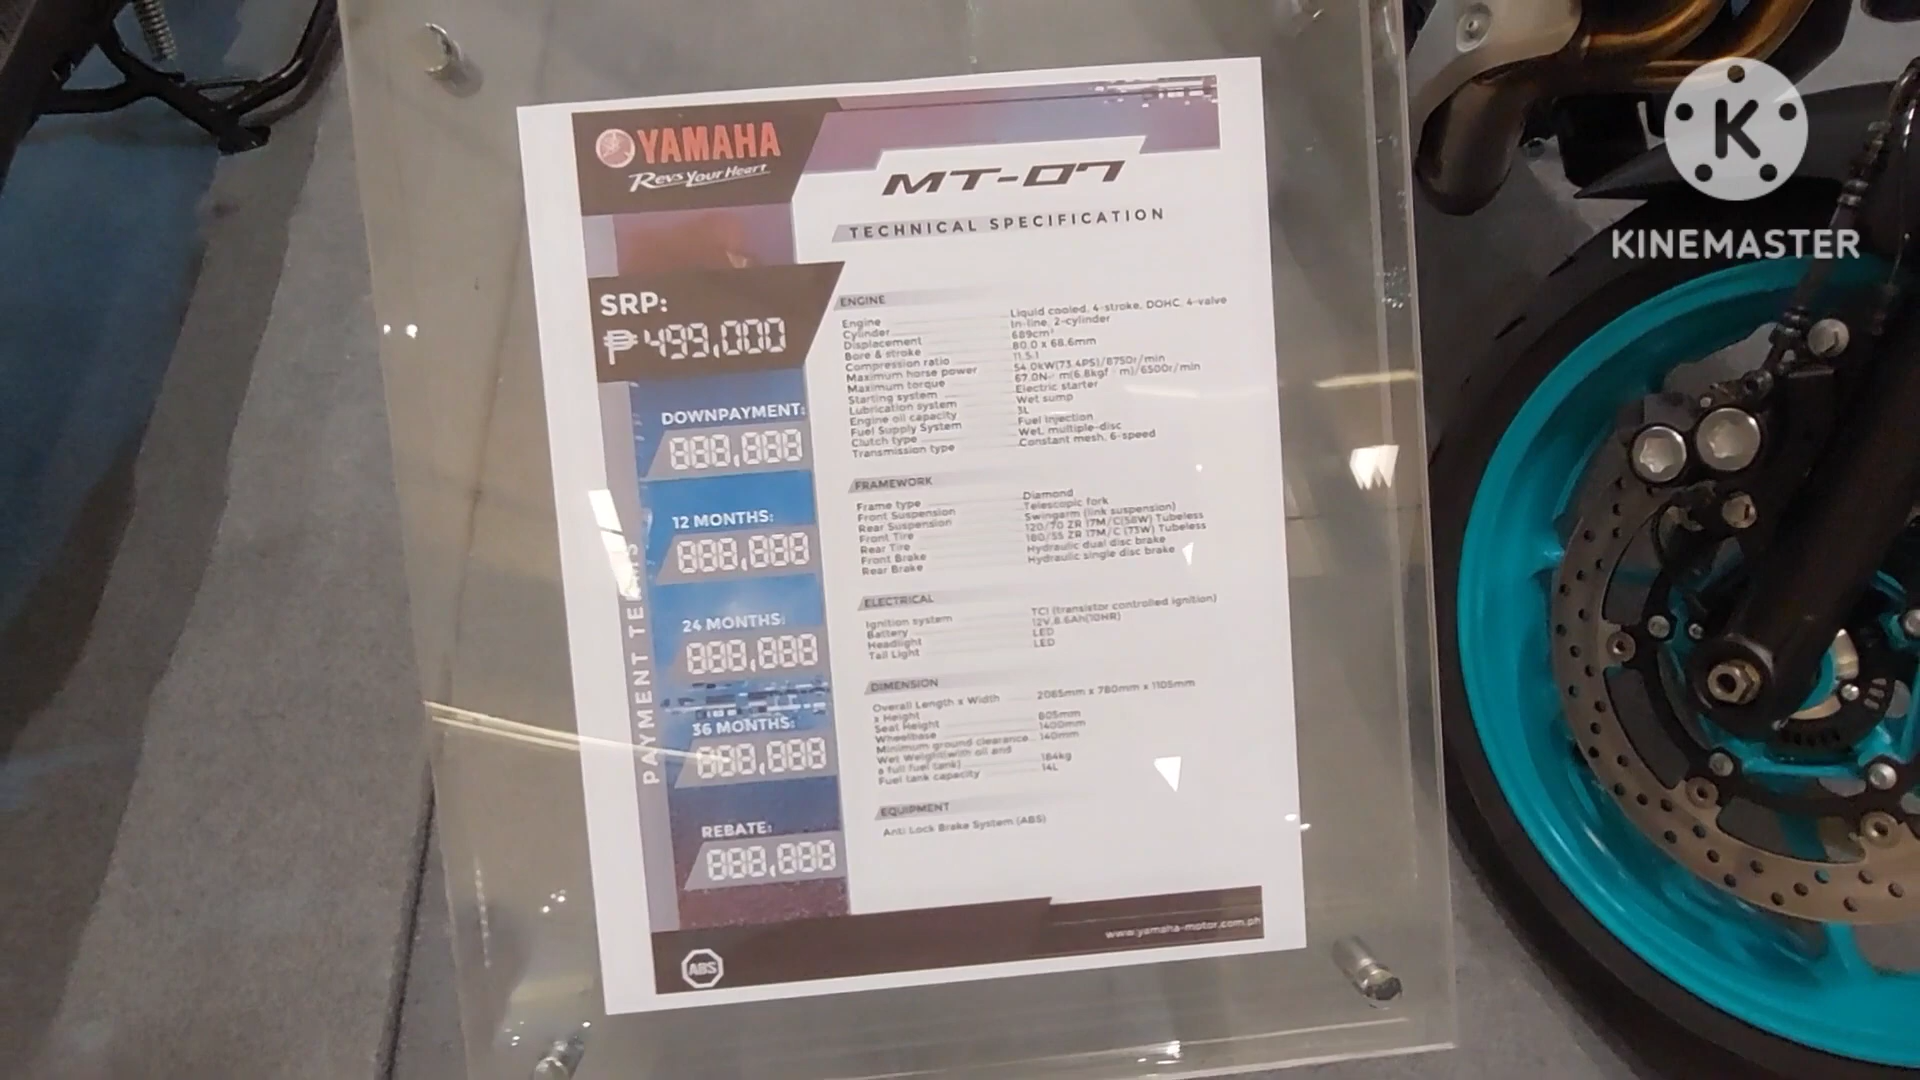 YAMAHA
Revs Your Heart
MT-07
TECHNICAL SPECIFICATION
SRP:
₱499,000
PAYMENT TERMS
DOWNPAYMENT:
888,888
12 MONTHS:
888,888
24 MONTHS:
888,888
36 MONTHS:
888,888
REBATE:
888,888
ENGINE
Engine Liquid cooled, 4-stroke, DOHC, 4-valve
Cylinder In-line, 2-cylinder
Displacement 689cm³
Bore & stroke 80.0 x 68.6mm
Compression ratio 11.5:1
Maximum horse power 54.0kW(73.4PS)/8750r/min
Maximum torque 67.0N m(6.8kgf m)/6500r/min
Starting system Electric starter
Lubrication system Wet sump
Engine oil capacity 3L
Fuel Supply System Fuel Injection
Clutch type Wet, multiple-disc
Transmission type Constant mesh, 6-speed
FRAMEWORK
Frame type Diamond
Front Suspension Telescopic fork
Rear Suspension Swingarm (link suspension)
Front Tire 120/70 ZR 17M/C(58W) Tubeless
Rear Tire 180/55 ZR 17M/C (73W) Tubeless
Front Brake Hydraulic dual disc brake
Rear Brake Hydraulic single disc brake
ELECTRICAL
Ignition system TCI (transistor controlled ignition)
Battery 12V,8.6Ah(10HR)
Headlight LED
Tail Light LED
DIMENSION
Overall Length x Width 2085mm x 780mm x 1105mm
x Height
Seat Height 805mm
Wheelbase 1400mm
Minimum ground clearance 140mm
Wet Weight(with oil and
a full fuel tank) 184kg
Fuel tank capacity 14L
EQUIPMENT
Anti Lock Brake System (ABS)
www.yamaha-motor.com.ph
ABS
K
KINEMASTER